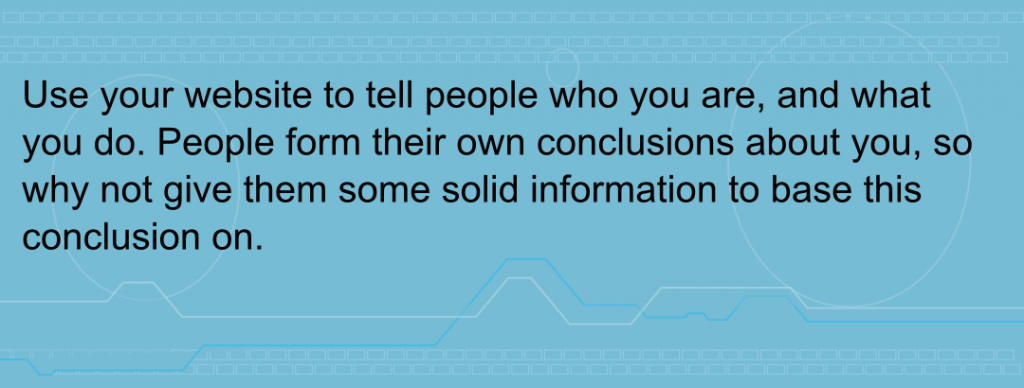 Use your website to tell people who you are, and what
you do. People form their own conclusions about you, so
why not give them some solid information to base this
conclusion on.